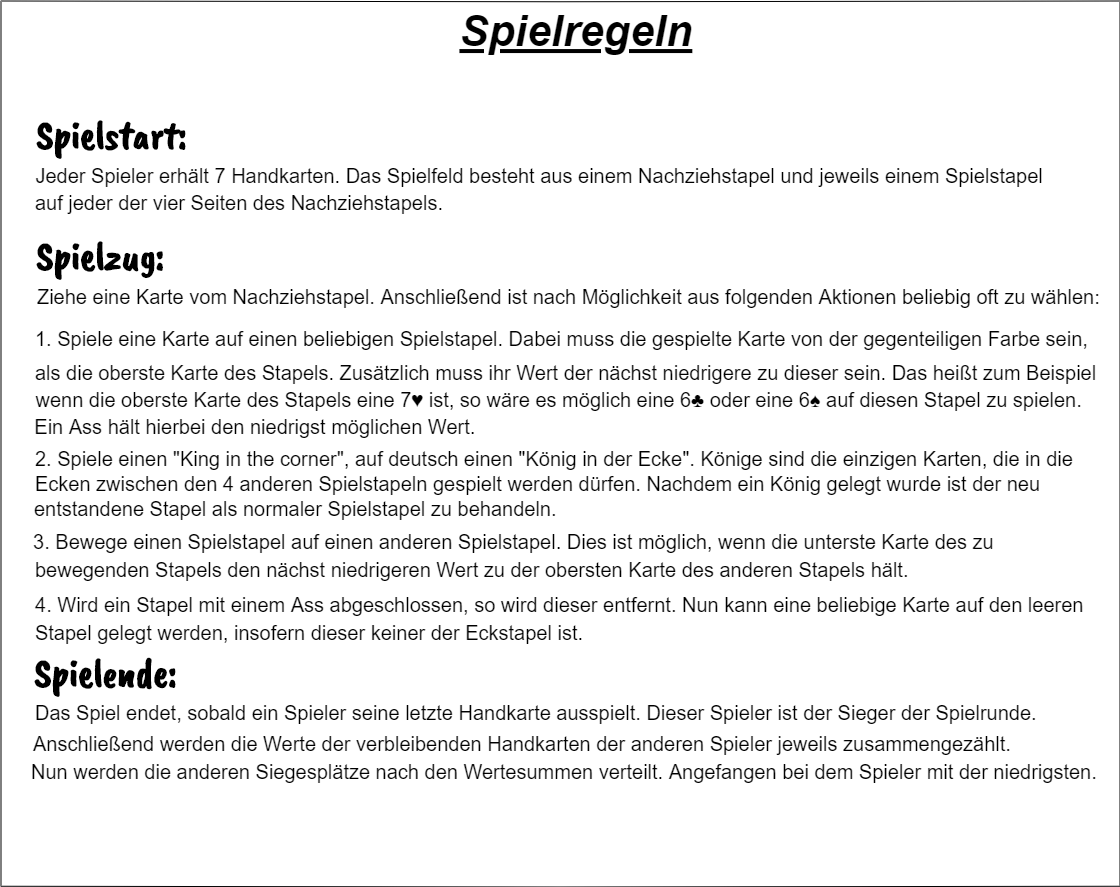 Spielregeln
Spielstart:
Jeder Spieler erhält 7 Handkarten. Das Spielfeld besteht aus einem Nachziehstapel und jeweils einem Spielstapel
auf jeder der vier Seiten des Nachziehstapels.
Spielzug:
Ziehe eine Karte vom Nachziehstapel. Anschließend ist nach Möglichkeit aus folgenden Aktionen beliebig oft zu wählen:
1. Spiele eine Karte auf einen beliebigen Spielstapel. Dabei muss die gespielte Karte von der gegenteiligen Farbe sein,
als die oberste Karte des Stapels. Zusätzlich muss ihr Wert der nächst niedrigere zu dieser sein. Das heißt zum Beispiel
wenn die oberste Karte des Stapels eine 7♥ ist, so wäre es möglich eine 6♣ oder eine 6♠ auf diesen Stapel zu spielen.
Ein Ass hält hierbei den niedrigst möglichen Wert.
2. Spiele einen "King in the corner", auf deutsch einen "König in der Ecke". Könige sind die einzigen Karten, die in die
Ecken zwischen den 4 anderen Spielstapeln gespielt werden dürfen. Nachdem ein König gelegt wurde ist der neu
entstandene Stapel als normaler Spielstapel zu behandeln.
3. Bewege einen Spielstapel auf einen anderen Spielstapel. Dies ist möglich, wenn die unterste Karte des zu
bewegenden Stapels den nächst niedrigeren Wert zu der obersten Karte des anderen Stapels hält.
4. Wird ein Stapel mit einem Ass abgeschlossen, so wird dieser entfernt. Nun kann eine beliebige Karte auf den leeren
Stapel gelegt werden, insofern dieser keiner der Eckstapel ist.
Spielende:
Das Spiel endet, sobald ein Spieler seine letzte Handkarte ausspielt. Dieser Spieler ist der Sieger der Spielrunde.
Anschließend werden die Werte der verbleibenden Handkarten der anderen Spieler jeweils zusammengezählt.
Nun werden die anderen Siegesplätze nach den Wertesummen verteilt. Angefangen bei dem Spieler mit der niedrigsten.